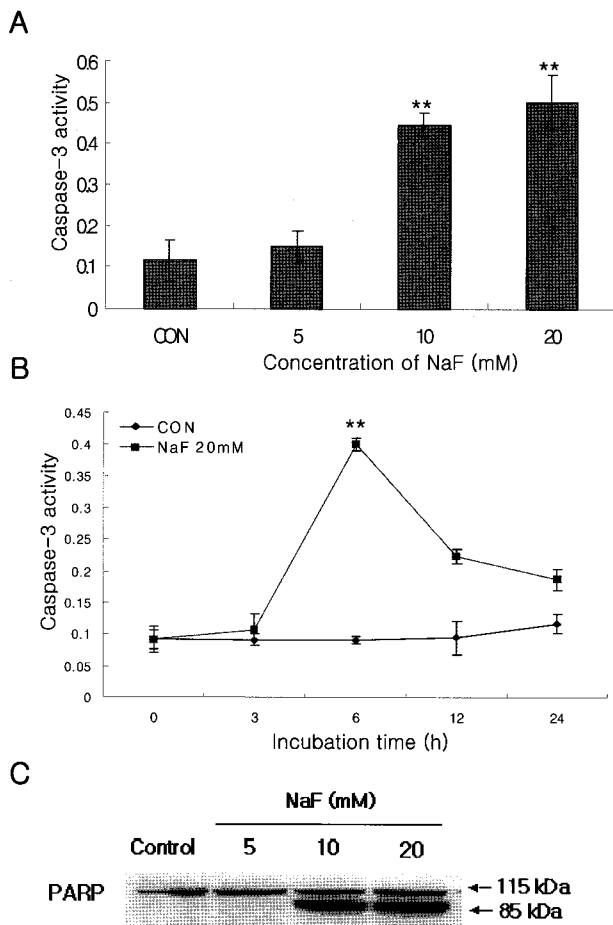 A
Caspase-3 activity
0.6
0.5
0.4
0.3
0.2
0.1
0
**
**
CON 5 10 20
Concentration of NaF (mM)
B
Caspase-3 activity
0.45
0.4
0.35
0.3
0.25
0.2
0.15
0.1
0.05
0
CON
NaF 20mM
**
0 3 6 12 24
Incubation time (h)
C
NaF (mM)
Control 5 10 20
PARP
115 kDa
85 kDa